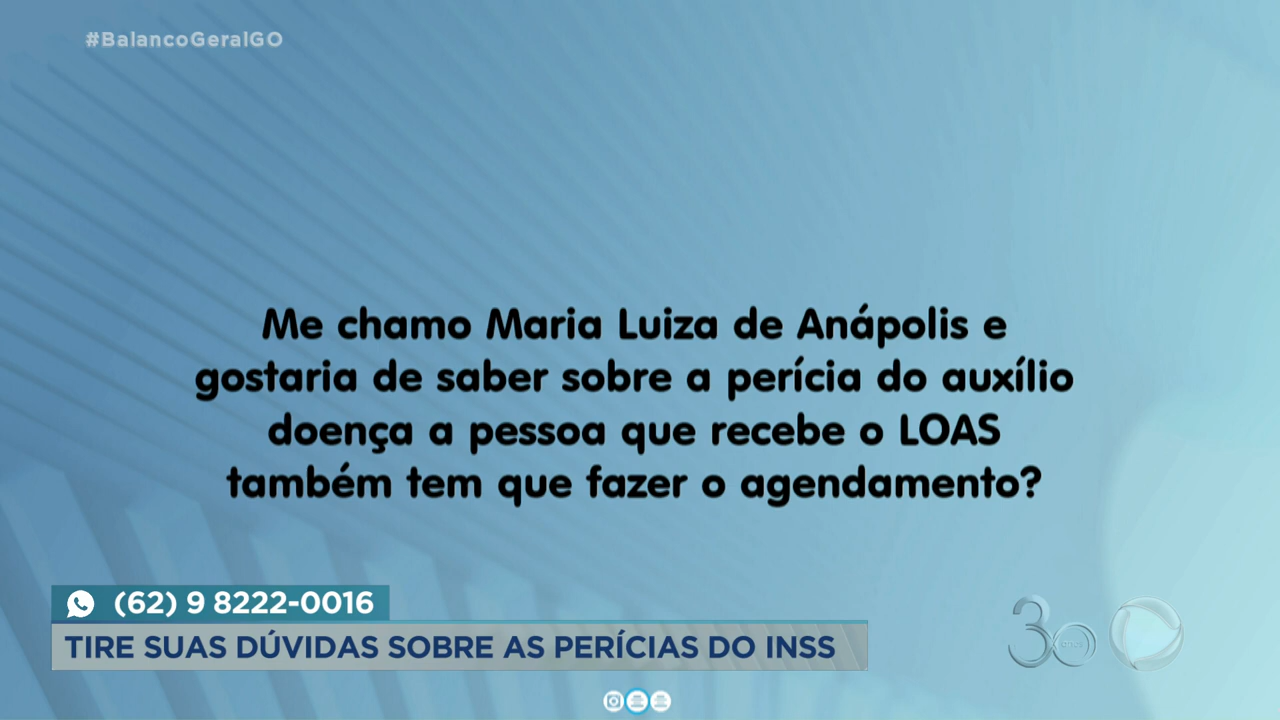 #BalancoGeralGO
Me chamo Maria Luiza de Anápolis e
gostaria de saber sobre a perícia do auxílio
doença a pessoa que recebe o LOAS
também tem que fazer o agendamento?
(62) 9 8222-0016
TIRE SUAS DÚVIDAS SOBRE AS PERÍCIAS DO INSS
30